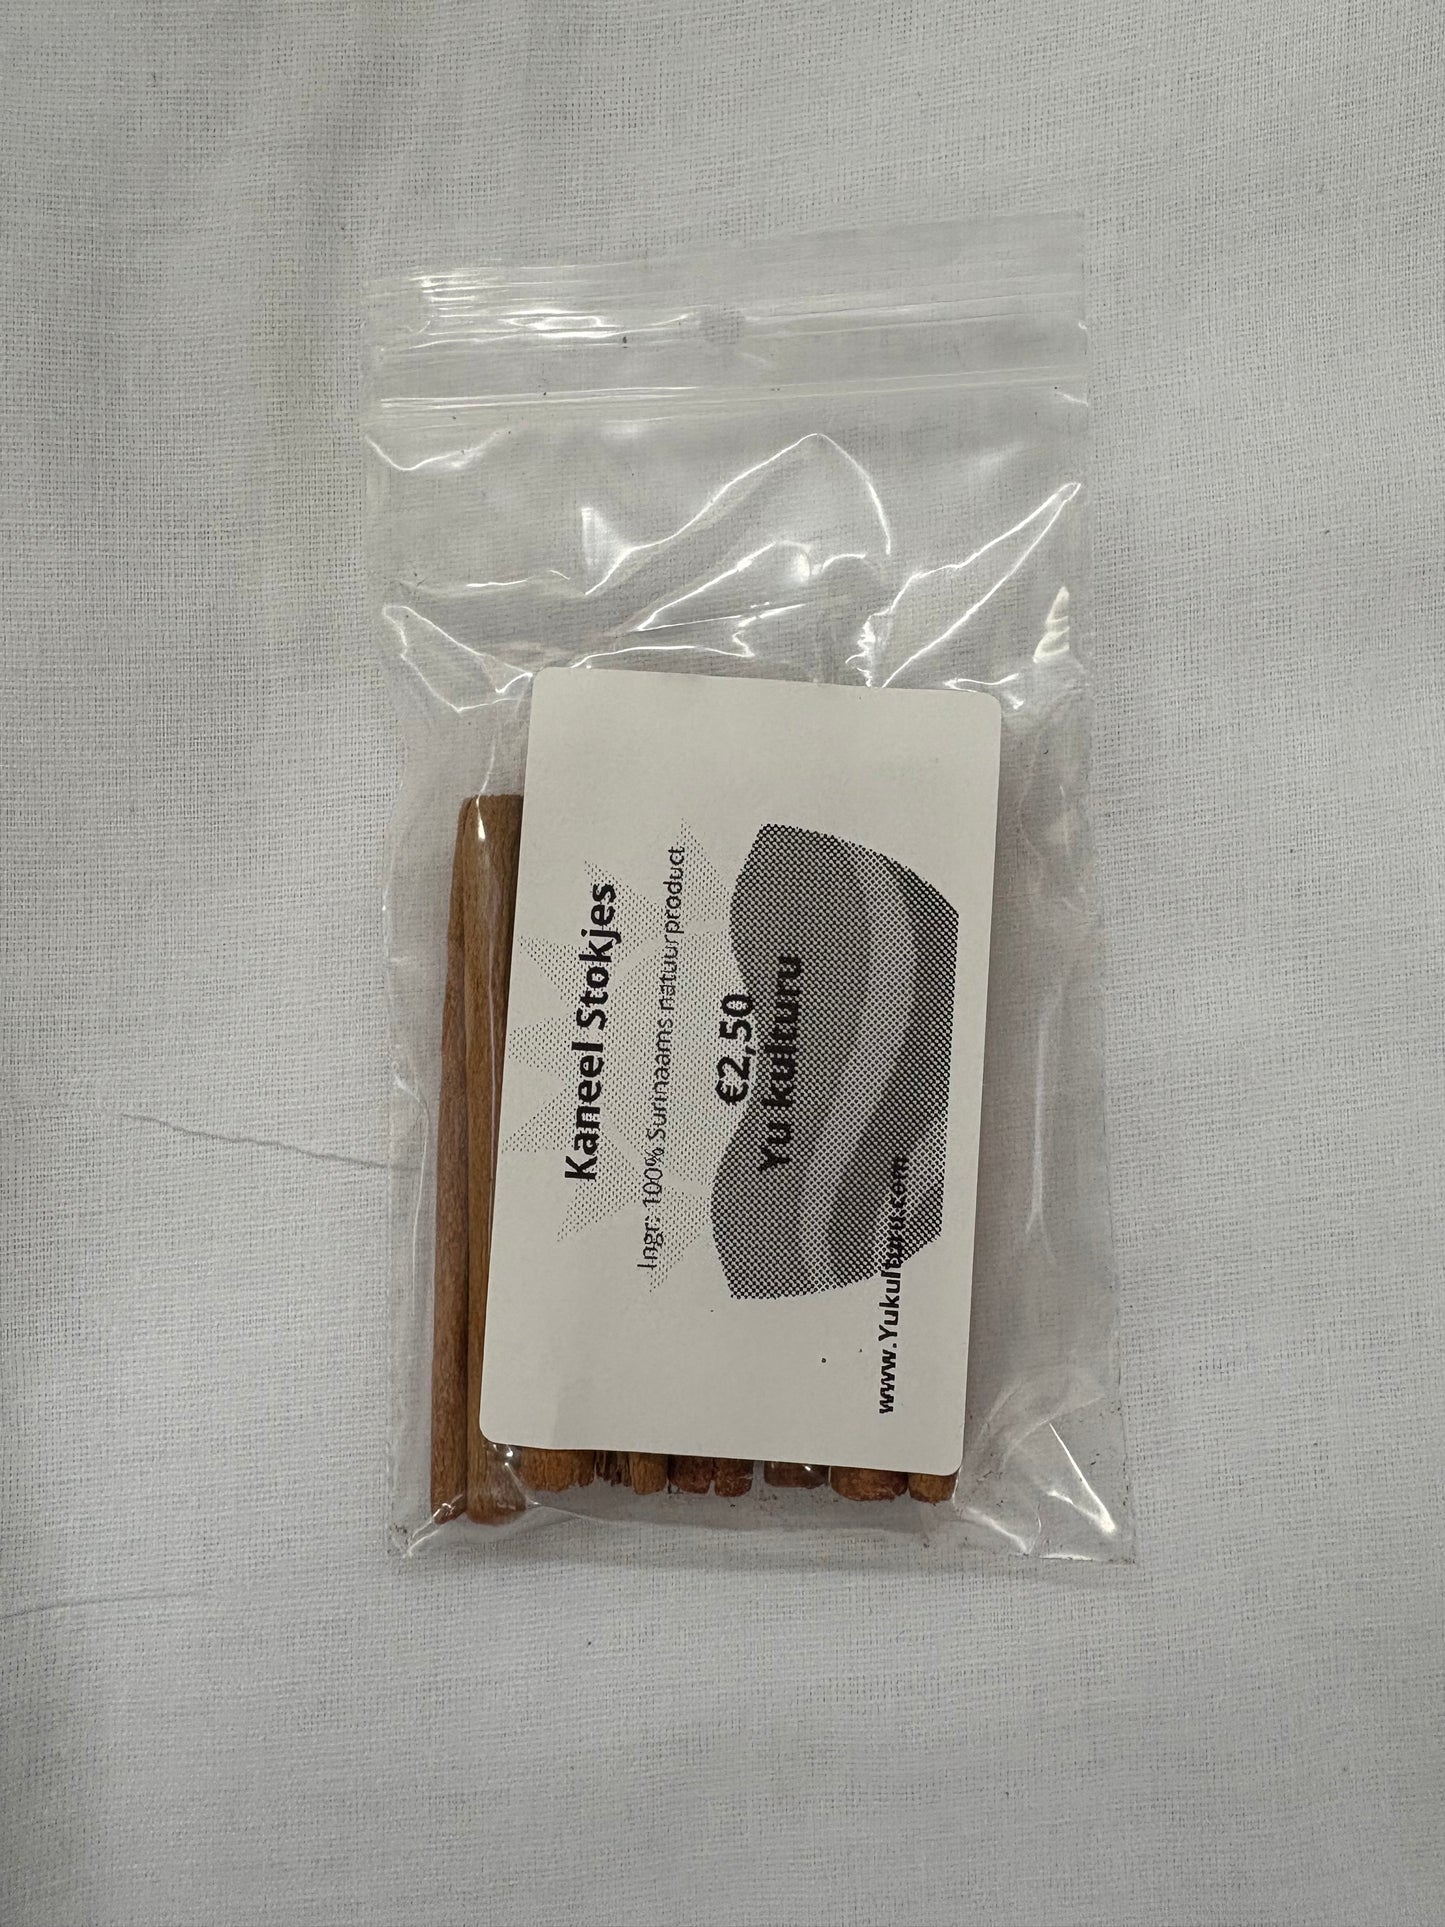 Kaneel Stokjes
Ingr: 100% Surinaams natuurproduct
€2,50
Yu kulturu
www.Yukulturu.com